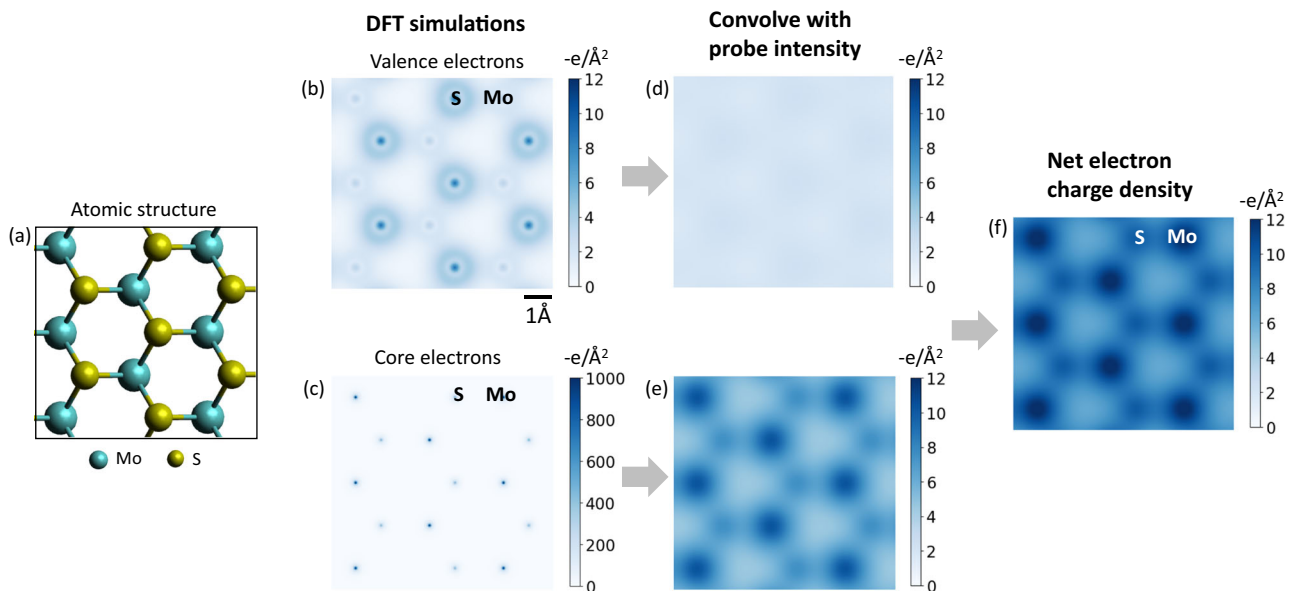 DFT simulations
Convolve with
probe intensity
Valence electrons
-e/Å²
-e/Å²
(b)
S Mo
12
10
8
6
4
2
0
(d)
12
10
8
6
4
2
0
Net electron
charge density
Atomic structure
(a)
Mo S
1Å
-e/Å²
(f)
S Mo
12
10
8
6
4
2
0
Core electrons
-e/Å²
-e/Å²
(c)
S Mo
1000
800
600
400
200
0
(e)
12
10
8
6
4
2
0